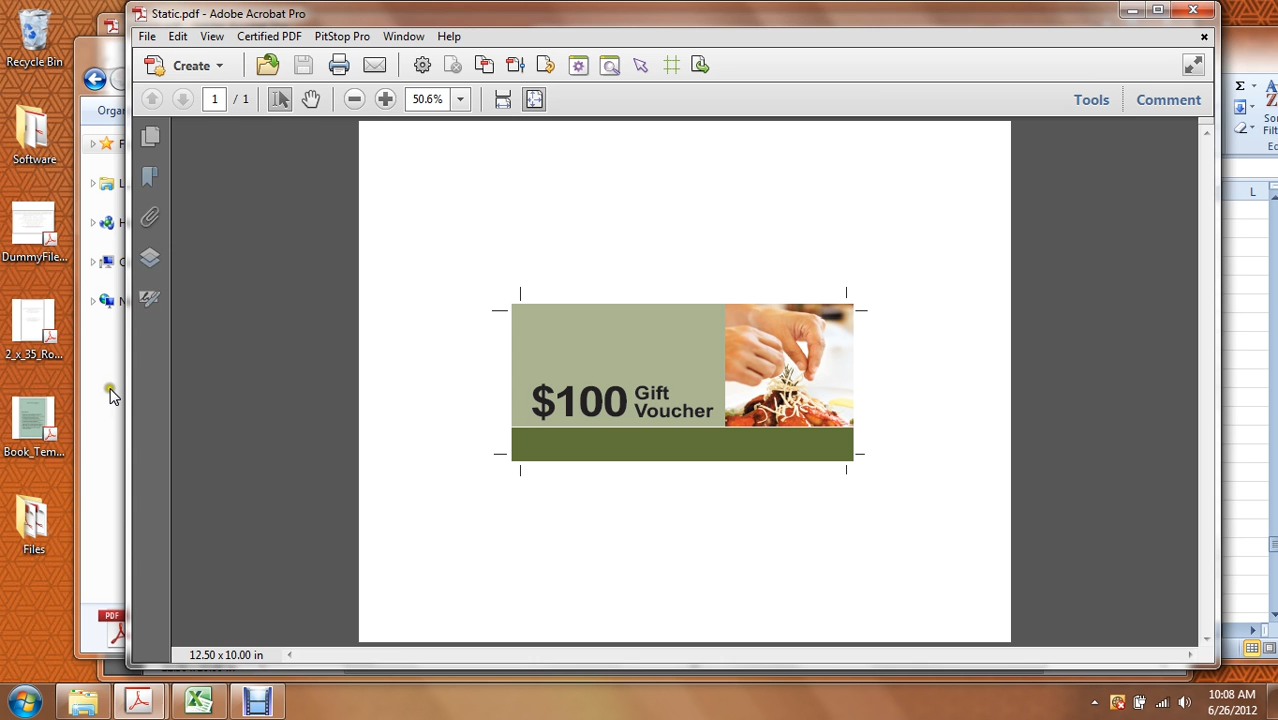 Recycle Bin
Software
DummyFile...
2_x_35_Ro...
Book_Tem...
Files
Organ
PDF
Static.pdf - Adobe Acrobat Pro
File Edit View Certified PDF PitStop Pro Window Help
Create
1 / 1
50.6%
Tools Comment
$100 Gift
Voucher
12.50 x 10.00 in
L
10:08 AM
6/26/2012